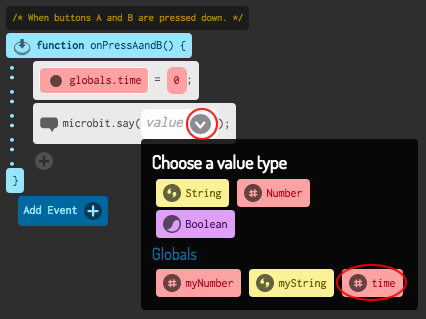 /* When buttons A and B are pressed down. */
function onPressAandB() {
globals.time = 0;
microbit.say(value);
}
Add Event
Choose a value type
String Number
Boolean
Globals
myNumber myString time